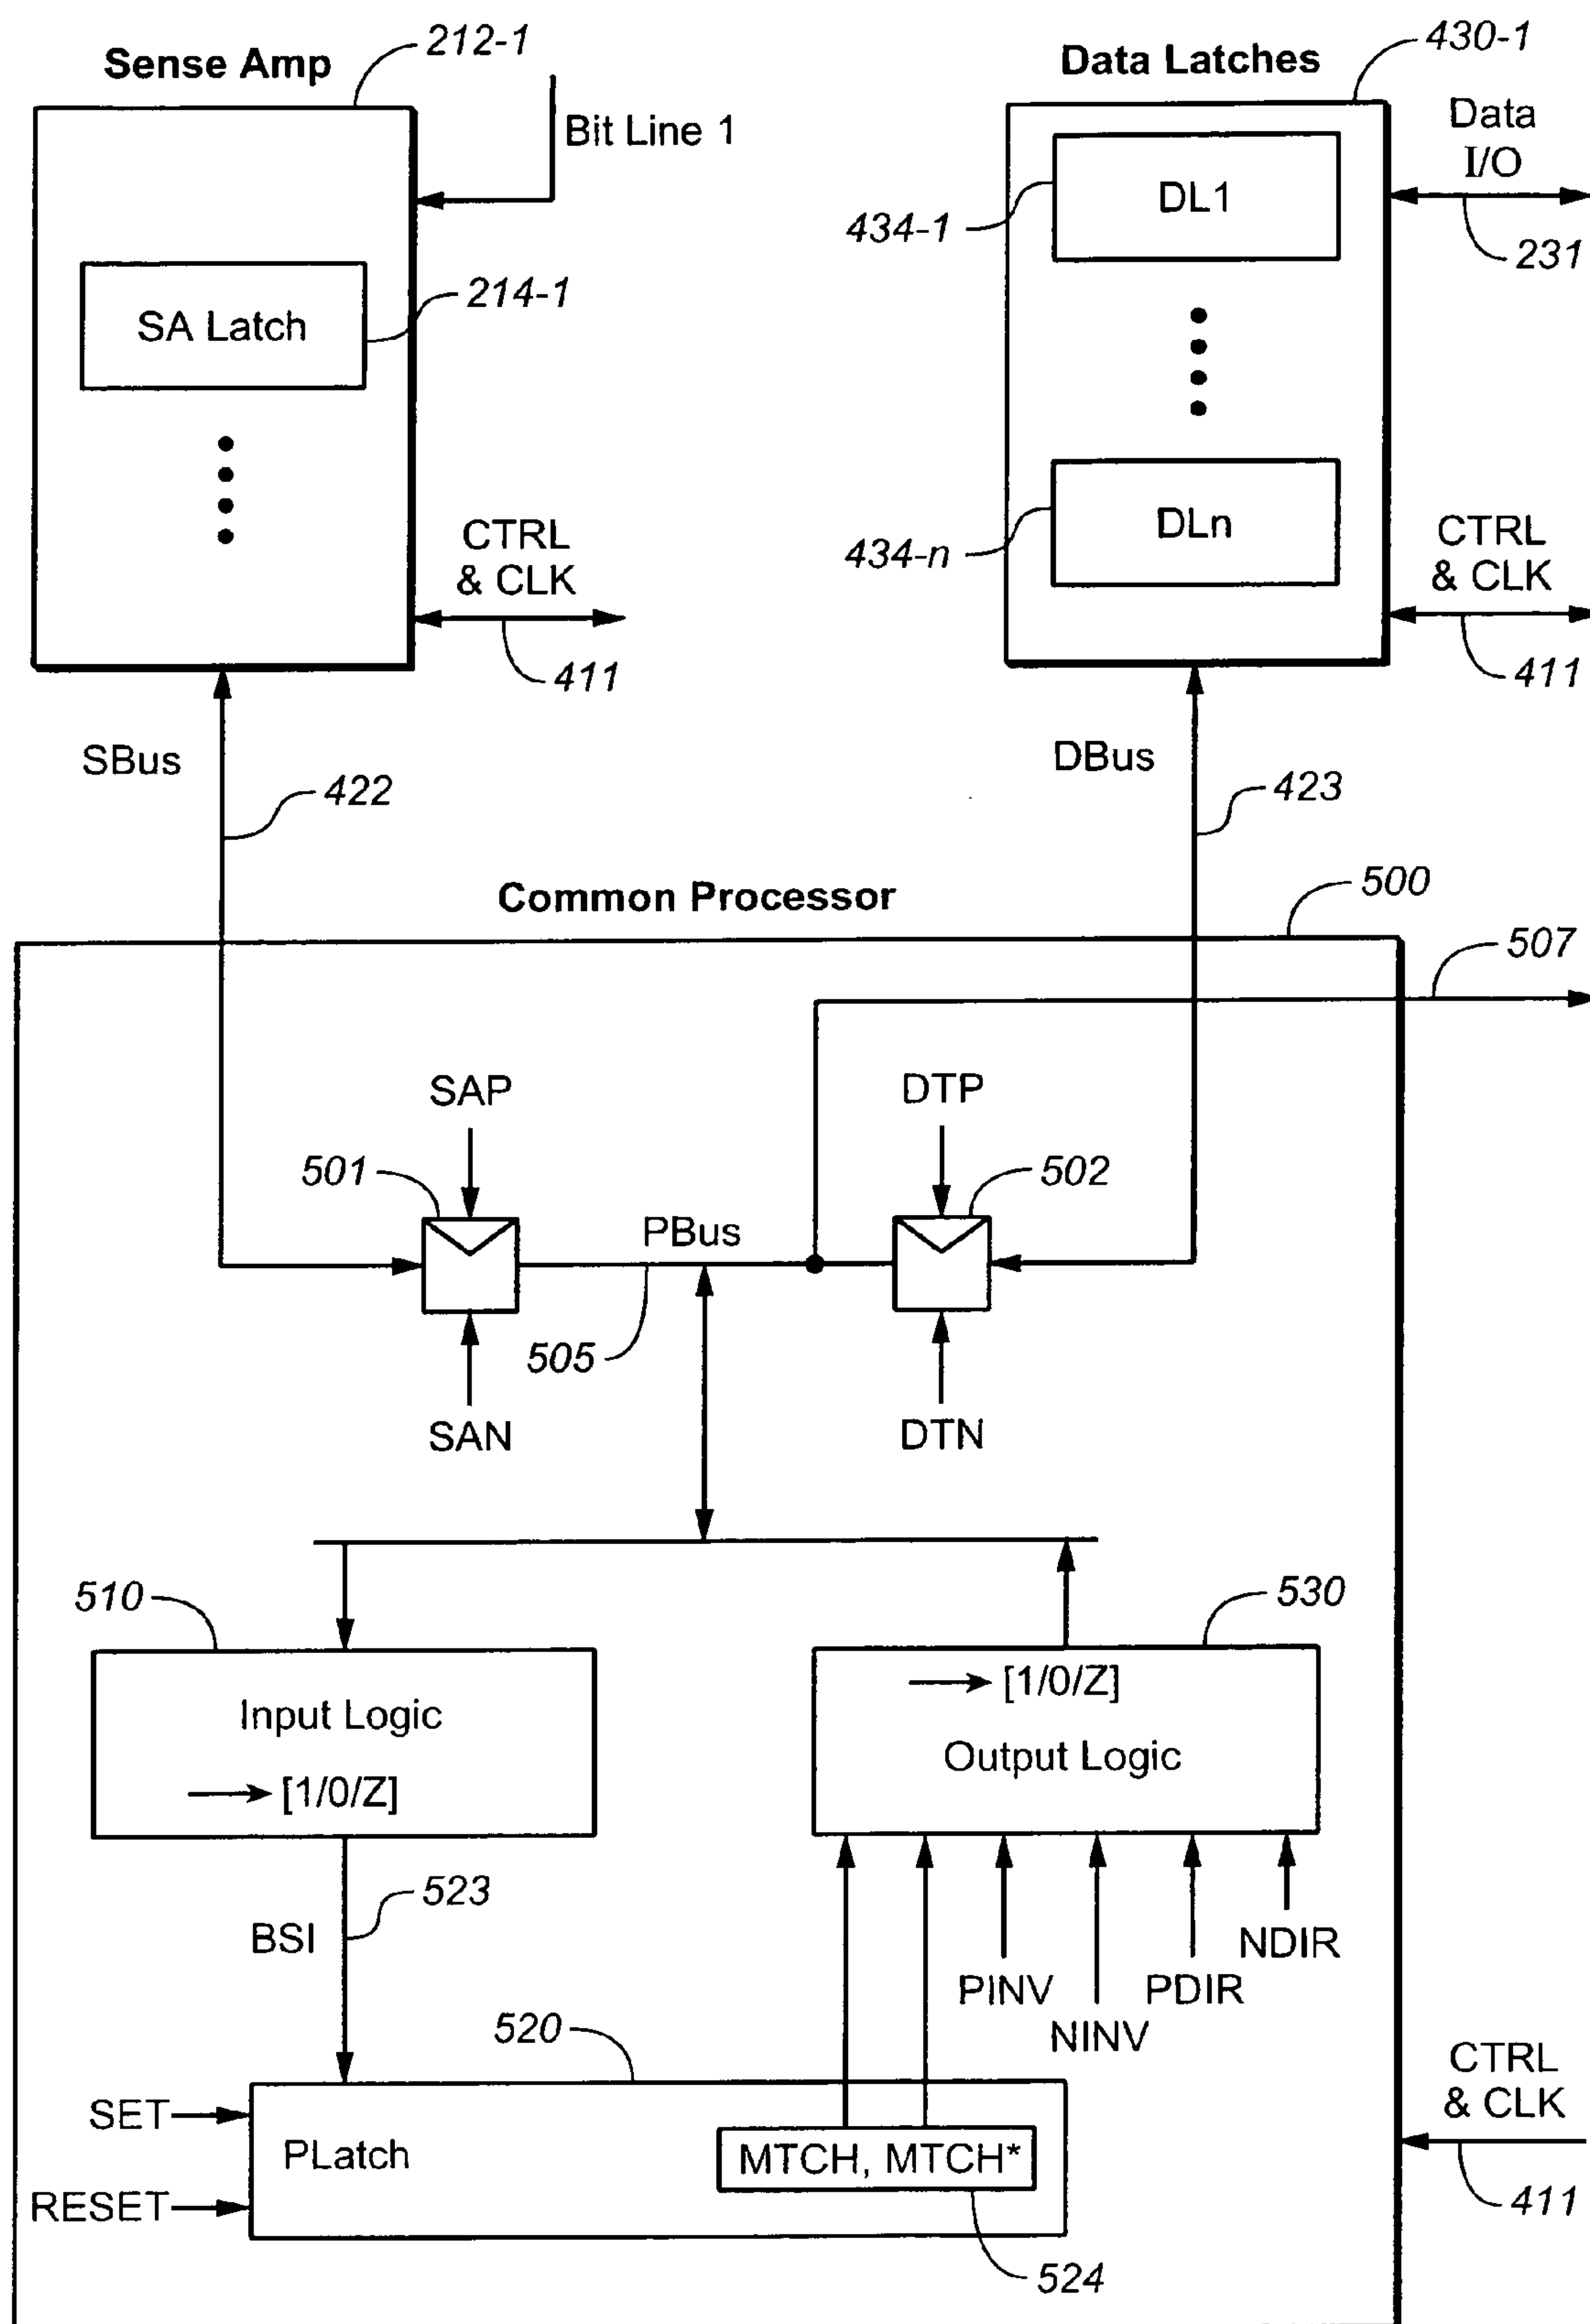 Sense Amp
212-1
Data Latches
430-1
Bit Line 1
Data
I/O
DL1
434-1
231
SA Latch
214-1
DLn
434-n
CTRL
& CLK
411
CTRL
& CLK
411
SBus
422
DBus
423
Common Processor
500
507
SAP
DTP
501
502
PBus
505
SAN
DTN
510
530
Input Logic
[1/0/Z]
[1/0/Z]
Output Logic
BSI
523
NDIR
PINV
PDIR
NINV
520
SET
RESET
PLatch
MTCH, MTCH*
524
CTRL
& CLK
411